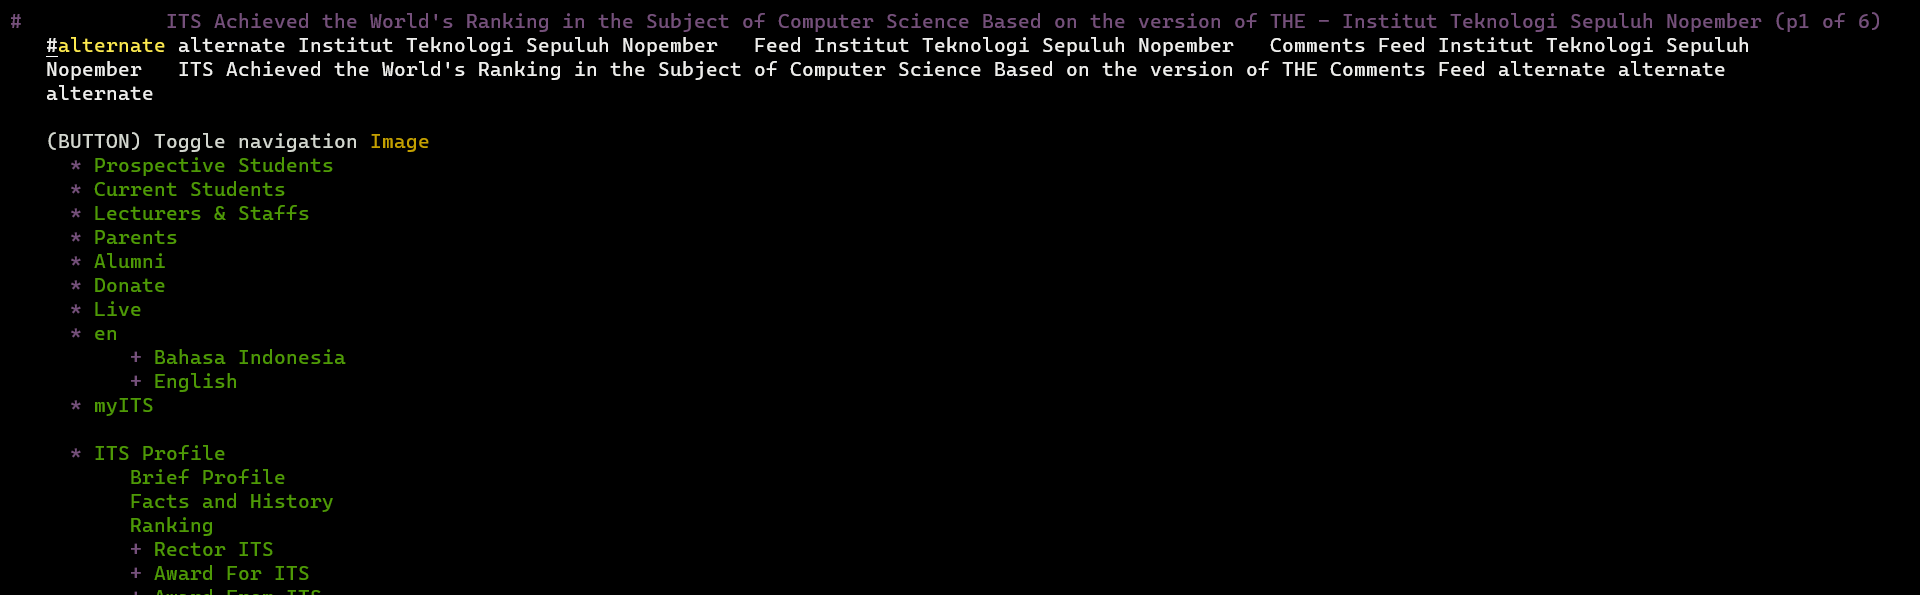 # ITS Achieved the World's Ranking in the Subject of Computer Science Based on the version of THE - Institut Teknologi Sepuluh Nopember (p1 of 6)
#alternate alternate Institut Teknologi Sepuluh Nopember   Feed Institut Teknologi Sepuluh Nopember   Comments Feed Institut Teknologi Sepuluh
Nopember   ITS Achieved the World's Ranking in the Subject of Computer Science Based on the version of THE Comments Feed alternate alternate
alternate
(BUTTON) Toggle navigation Image
* Prospective Students
* Current Students
* Lecturers & Staffs
* Parents
* Alumni
* Donate
* Live
* en
+ Bahasa Indonesia
+ English
* myITS
* ITS Profile
Brief Profile
Facts and History
Ranking
+ Rector ITS
+ Award For ITS
+ Award From ITS